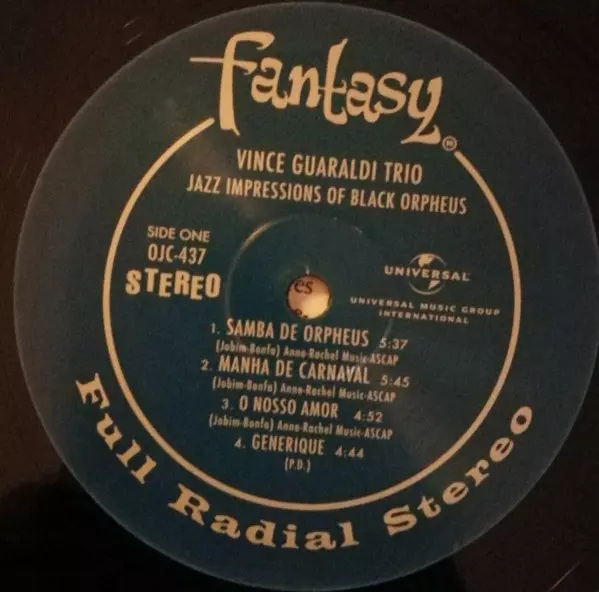 fantasy®
VINCE GUARALDI TRIO
JAZZ IMPRESSIONS OF BLACK ORPHEUS
SIDE ONE
OJC-437
STEREO
UNIVERSAL
UNIVERSAL MUSIC GROUP
INTERNATIONAL
es
1. SAMBA DE ORPHEUS 5:37
(Jobim-Bonfa) Anne-Rachel Music-ASCAP
2. MANHA DE CARNAVAL 5:45
(Jobim-Bonfa) Anne-Rachel Music-ASCAP
3. O NOSSO AMOR 4:52
(Jobim-Bonfa) Anne-Rachel Music-ASCAP
4. GENERIQUE 4:44
(P.D.)
Full Radial Stereo